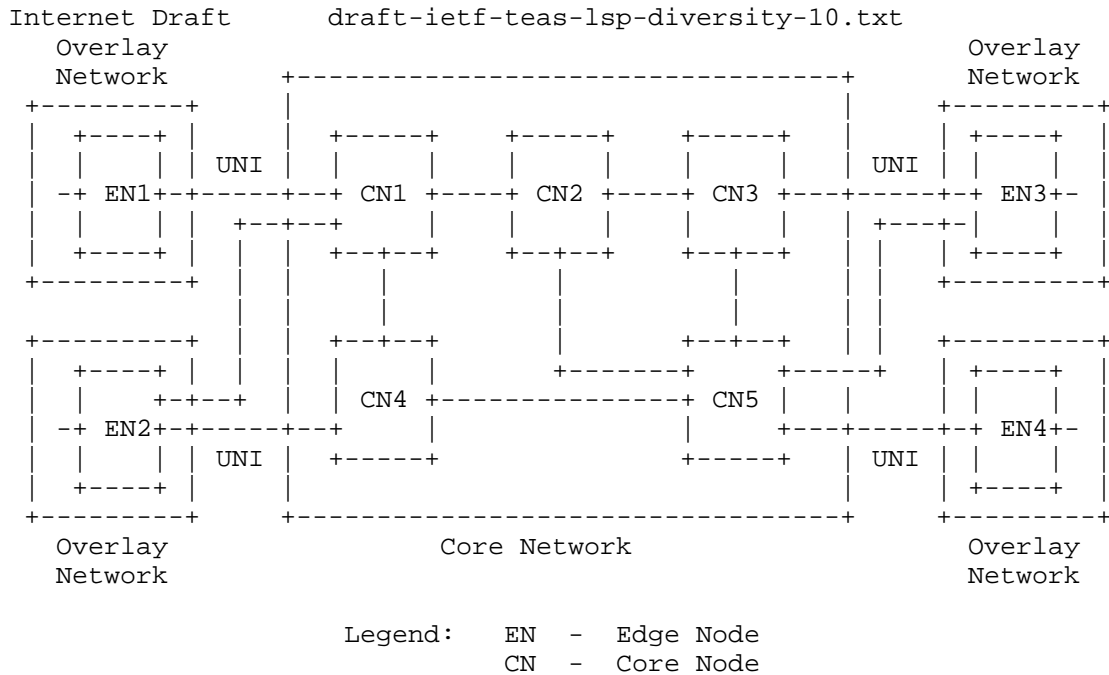 Internet Draft draft-ietf-teas-lsp-diversity-10.txt
Overlay Overlay
Network Network
UNI UNI
EN1 CN1 CN2 CN3 EN3
CN4 CN5
EN2 EN4
UNI UNI
Overlay Core Network Overlay
Network Network
Legend: EN - Edge Node
CN - Core Node